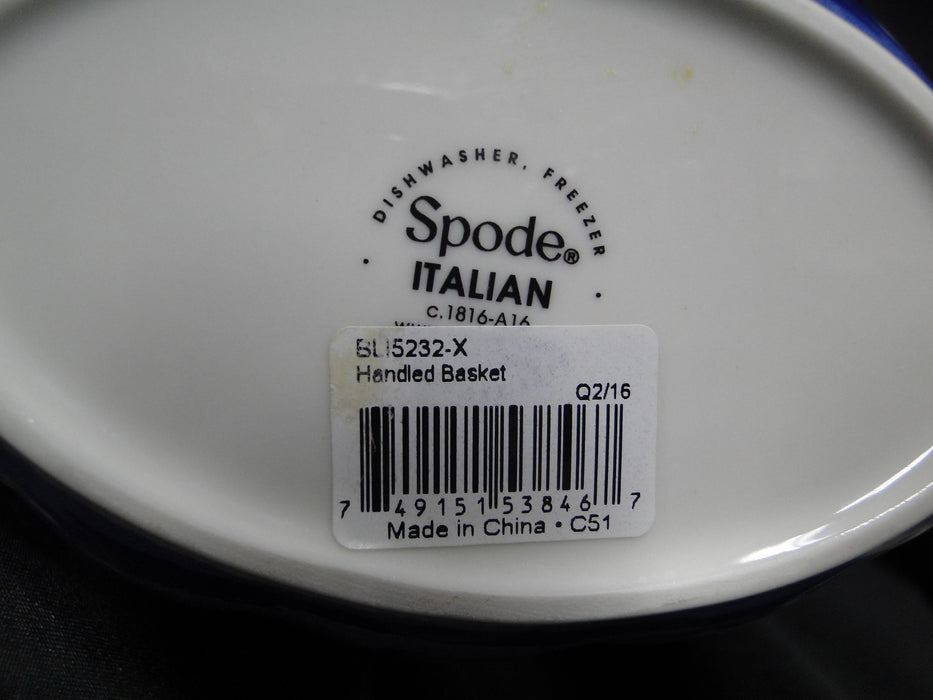 DISHWASHER, FREEZER
Spode®
ITALIAN
c.1816-A16
BLI5232-X
Handled Basket
Q2/16
7 49151 53846 7
Made in China • C51